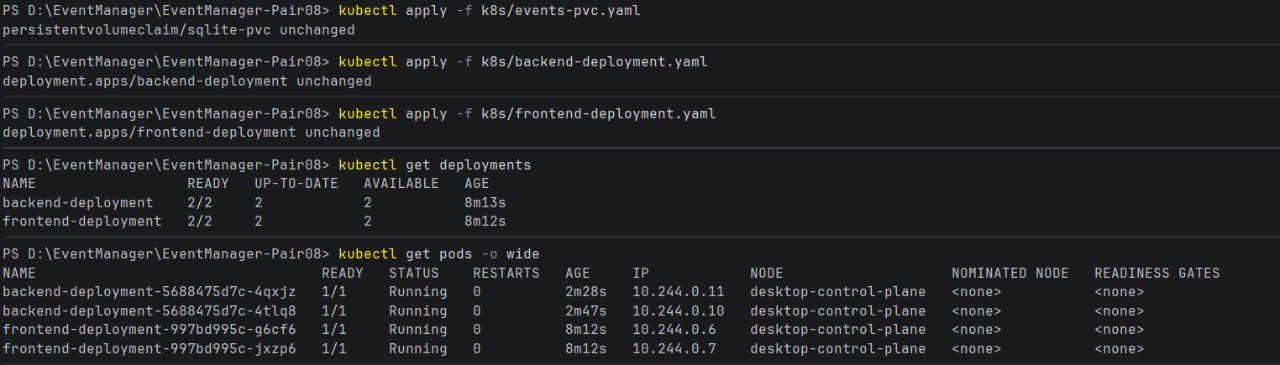 PS D:\EventManager\EventManager-Pair08> kubectl apply -f k8s/events-pvc.yaml
persistentvolumeclaim/sqlite-pvc unchanged
PS D:\EventManager\EventManager-Pair08> kubectl apply -f k8s/backend-deployment.yaml
deployment.apps/backend-deployment unchanged
PS D:\EventManager\EventManager-Pair08> kubectl apply -f k8s/frontend-deployment.yaml
deployment.apps/frontend-deployment unchanged
PS D:\EventManager\EventManager-Pair08> kubectl get deployments
NAME                  READY   UP-TO-DATE   AVAILABLE   AGE
backend-deployment    2/2     2            2           8m13s
frontend-deployment   2/2     2            2           8m12s
PS D:\EventManager\EventManager-Pair08> kubectl get pods -o wide
NAME                                  READY   STATUS    RESTARTS   AGE     IP            NODE                    NOMINATED NODE   READINESS GATES
backend-deployment-5688475d7c-4qxjz   1/1     Running   0          2m28s   10.244.0.11   desktop-control-plane   <none>           <none>
backend-deployment-5688475d7c-4tlq8   1/1     Running   0          2m47s   10.244.0.10   desktop-control-plane   <none>           <none>
frontend-deployment-997bd995c-g6cf6   1/1     Running   0          8m12s   10.244.0.6    desktop-control-plane   <none>           <none>
frontend-deployment-997bd995c-jxzp6   1/1     Running   0          8m12s   10.244.0.7    desktop-control-plane   <none>           <none>